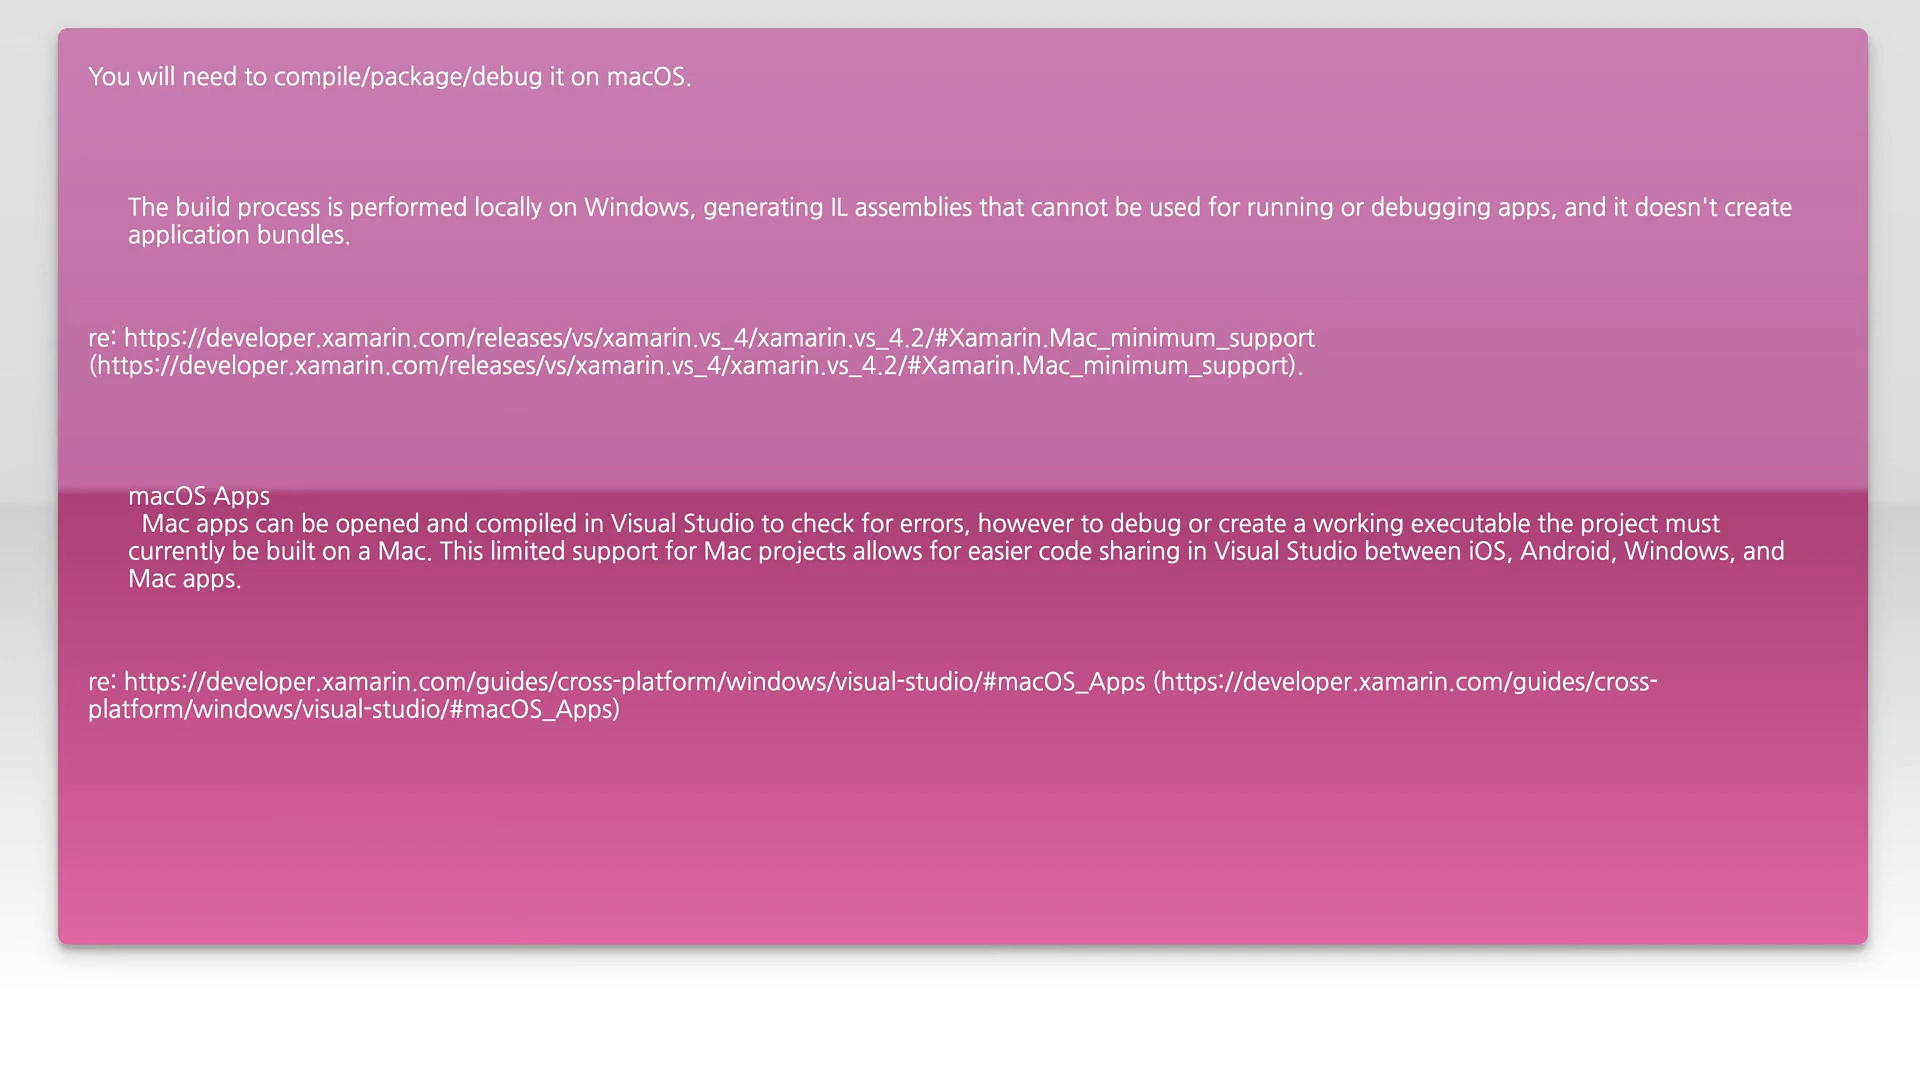 You will need to compile/package/debug it on macOS.
The build process is performed locally on Windows, generating IL assemblies that cannot be used for running or debugging apps, and it doesn't create
application bundles.
re: https://developer.xamarin.com/releases/vs/xamarin.vs_4/xamarin.vs_4.2/#Xamarin.Mac_minimum_support
(https://developer.xamarin.com/releases/vs/xamarin.vs_4/xamarin.vs_4.2/#Xamarin.Mac_minimum_support).
macOS Apps
Mac apps can be opened and compiled in Visual Studio to check for errors, however to debug or create a working executable the project must
currently be built on a Mac. This limited support for Mac projects allows for easier code sharing in Visual Studio between iOS, Android, Windows, and
Mac apps.
re: https://developer.xamarin.com/guides/cross-platform/windows/visual-studio/#macOS_Apps (https://developer.xamarin.com/guides/cross-
platform/windows/visual-studio/#macOS_Apps)